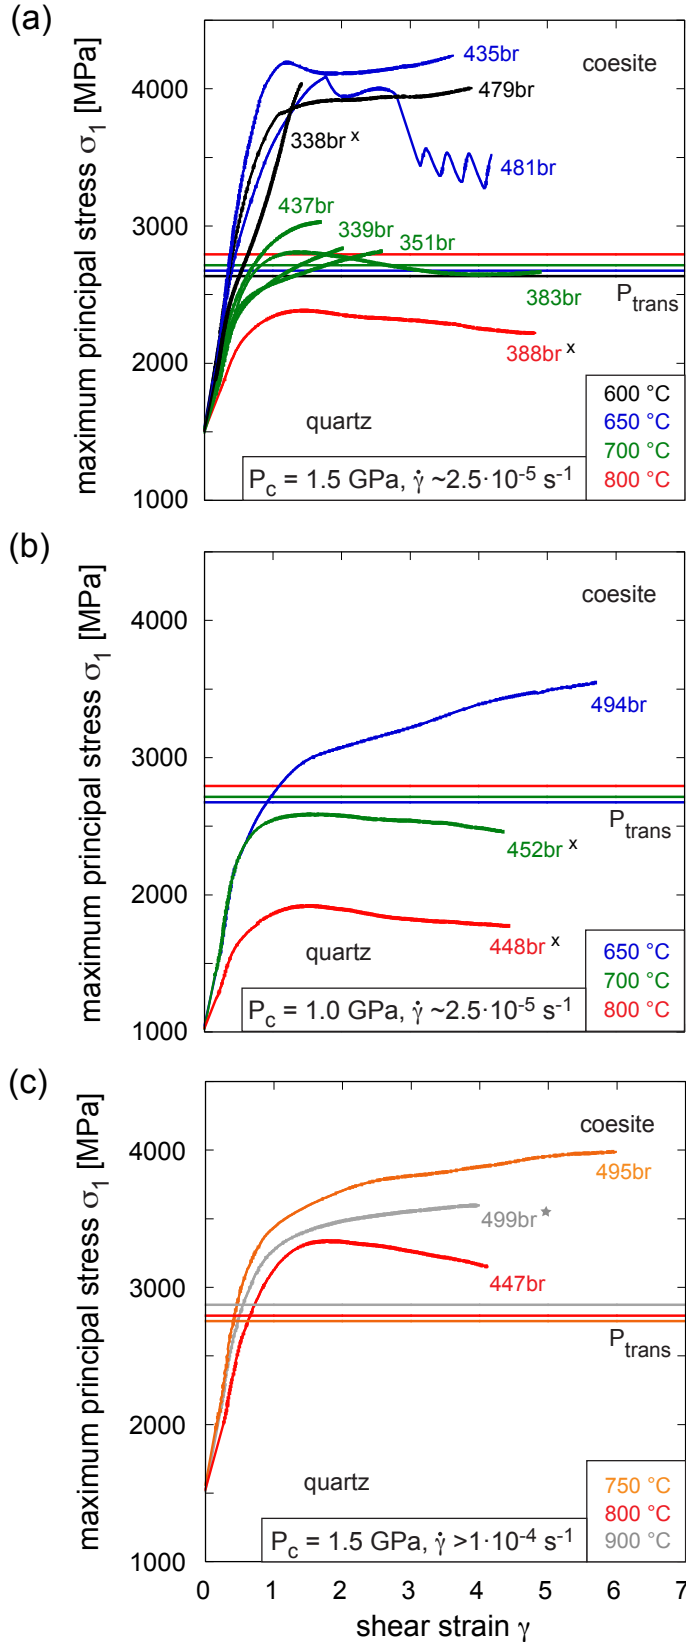 (a)
maximum principal stress σ1 [MPa]
4000
3000
2000
1000
435br
coesite
479br
338br x
481br
437br
339br
351br
383br
Ptrans
388br x
quartz
600 °C
650 °C
700 °C
800 °C
Pc = 1.5 GPa, γ̇ ~2.5·10-5 s-1
(b)
maximum principal stress σ1 [MPa]
4000
3000
2000
1000
coesite
494br
Ptrans
452br x
448br x
quartz
650 °C
700 °C
800 °C
Pc = 1.0 GPa, γ̇ ~2.5·10-5 s-1
(c)
maximum principal stress σ1 [MPa]
4000
3000
2000
1000
coesite
495br
499br ★
447br
Ptrans
quartz
750 °C
800 °C
900 °C
Pc = 1.5 GPa, γ̇ >1·10-4 s-1
0 1 2 3 4 5 6 7
shear strain γ